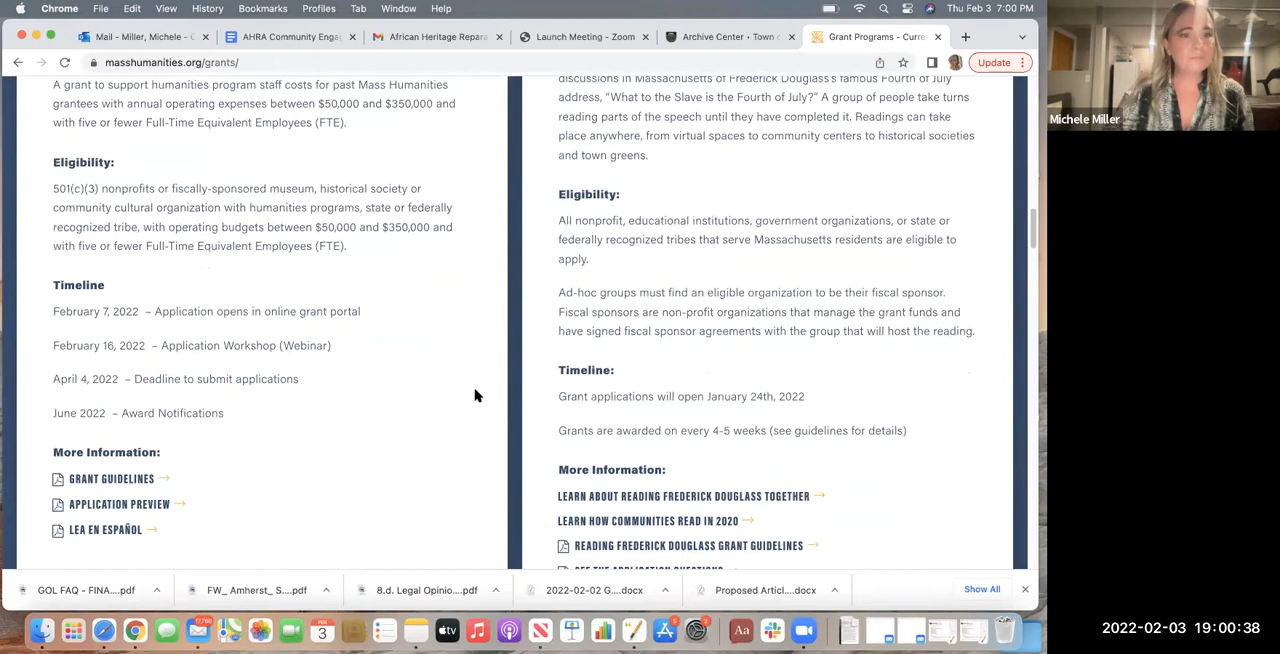 Chrome File Edit View History Bookmarks Profiles Tab Window Help
Thu Feb 3 7:00 PM
Mail - Miller, Michele - C
AHRA Community Enga
African Heritage Repara
Launch Meeting - Zoom
Archive Center • Town c
Grant Programs - Curre
masshumanities.org/grants/
Update
Michele Miller
A grant to support humanities program staff costs for past Mass Humanities
grantees with annual operating expenses between $50,000 and $350,000 and
with five or fewer Full-Time Equivalent Employees (FTE).
Eligibility:
501(c)(3) nonprofits or fiscally-sponsored museum, historical society or
community cultural organization with humanities programs, state or federally
recognized tribe, with operating budgets between $50,000 and $350,000 and
with five or fewer Full-Time Equivalent Employees (FTE).
Timeline
February 7, 2022 – Application opens in online grant portal
February 16, 2022 – Application Workshop (Webinar)
April 4, 2022 – Deadline to submit applications
June 2022 – Award Notifications
More Information:
GRANT GUIDELINES →
APPLICATION PREVIEW →
LEA EN ESPAÑOL →
discussions in Massachusetts of Frederick Douglass's famous Fourth of July
address, "What to the Slave is the Fourth of July?" A group of people take turns
reading parts of the speech until they have completed it. Readings can take
place anywhere, from virtual spaces to community centers to historical societies
and town greens.
Eligibility:
All nonprofit, educational institutions, government organizations, or state or
federally recognized tribes that serve Massachusetts residents are eligible to
apply.
Ad-hoc groups must find an eligible organization to be their fiscal sponsor.
Fiscal sponsors are non-profit organizations that manage the grant funds and
have signed fiscal sponsor agreements with the group that will host the reading.
Timeline:
Grant applications will open January 24th, 2022
Grants are awarded on every 4-5 weeks (see guidelines for details)
More Information:
LEARN ABOUT READING FREDERICK DOUGLASS TOGETHER →
LEARN HOW COMMUNITIES READ IN 2020 →
READING FREDERICK DOUGLASS GRANT GUIDELINES →
SEE THE APPLICATION QUESTIONS
GOL FAQ - FINA....pdf
FW_ Amherst_ S....pdf
8.d. Legal Opinio....pdf
2022-02-02 G....docx
Proposed Articl....docx
Show All
FEB
3
tv
Aa
2022-02-03 19:00:38